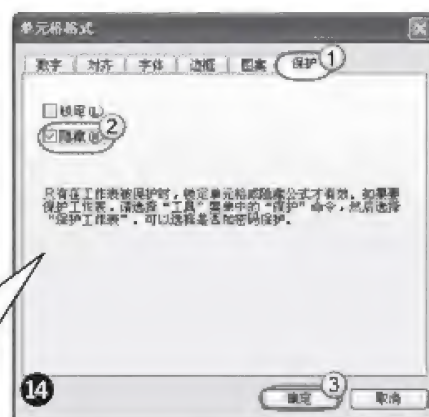 单元格格式
数字 对齐 字体 边框 图案 保护 1
锁定(L)
隐藏(H) 2
只有在工作表被保护时，锁定单元格或隐藏公式才有效。如果要
保护工作表，请选择“工具”菜单中的“保护”命令，然后选择
“保护工作表”，可以选择是否加密码保护。
14 确定 3 取消